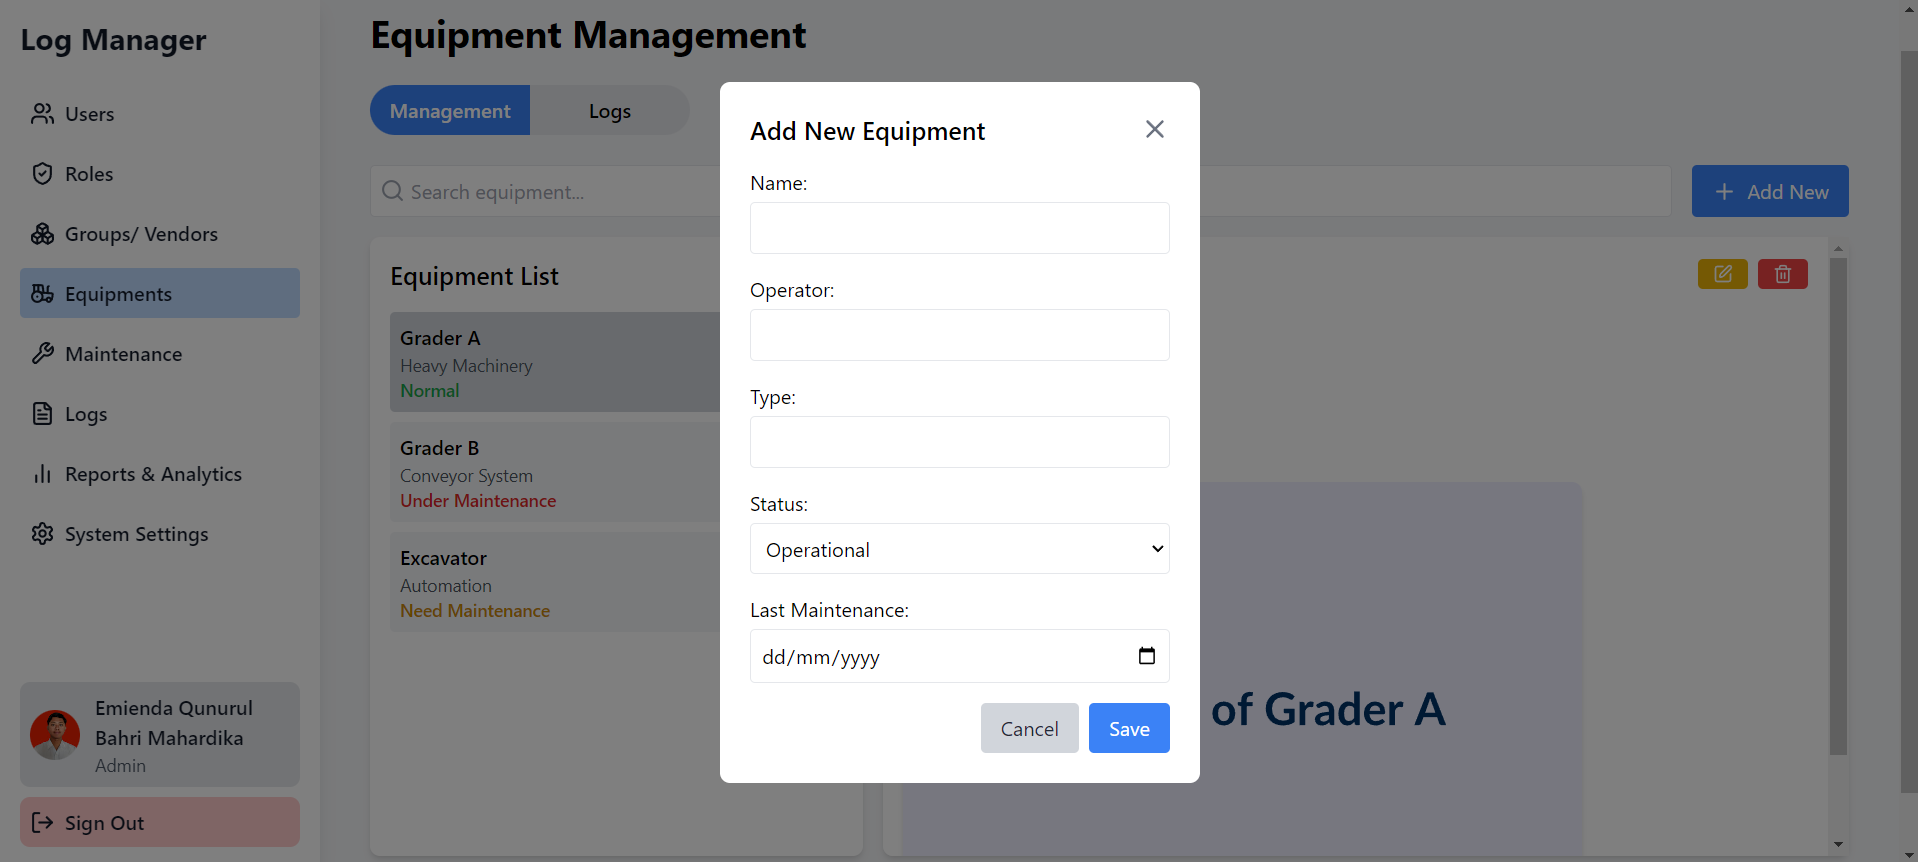 Log Manager
Users
Roles
Groups/ Vendors
Equipments
Maintenance
Logs
Reports & Analytics
System Settings
Emienda Qunurul
Bahri Mahardika
Admin
Sign Out
Equipment Management
Management
Logs
Search equipment...
Add New
Equipment List
Grader A
Heavy Machinery
Normal
Grader B
Conveyor System
Under Maintenance
Excavator
Automation
Need Maintenance
of Grader A
Add New Equipment
Name:
Operator:
Type:
Status:
Operational
Last Maintenance:
dd/mm/yyyy
Cancel
Save